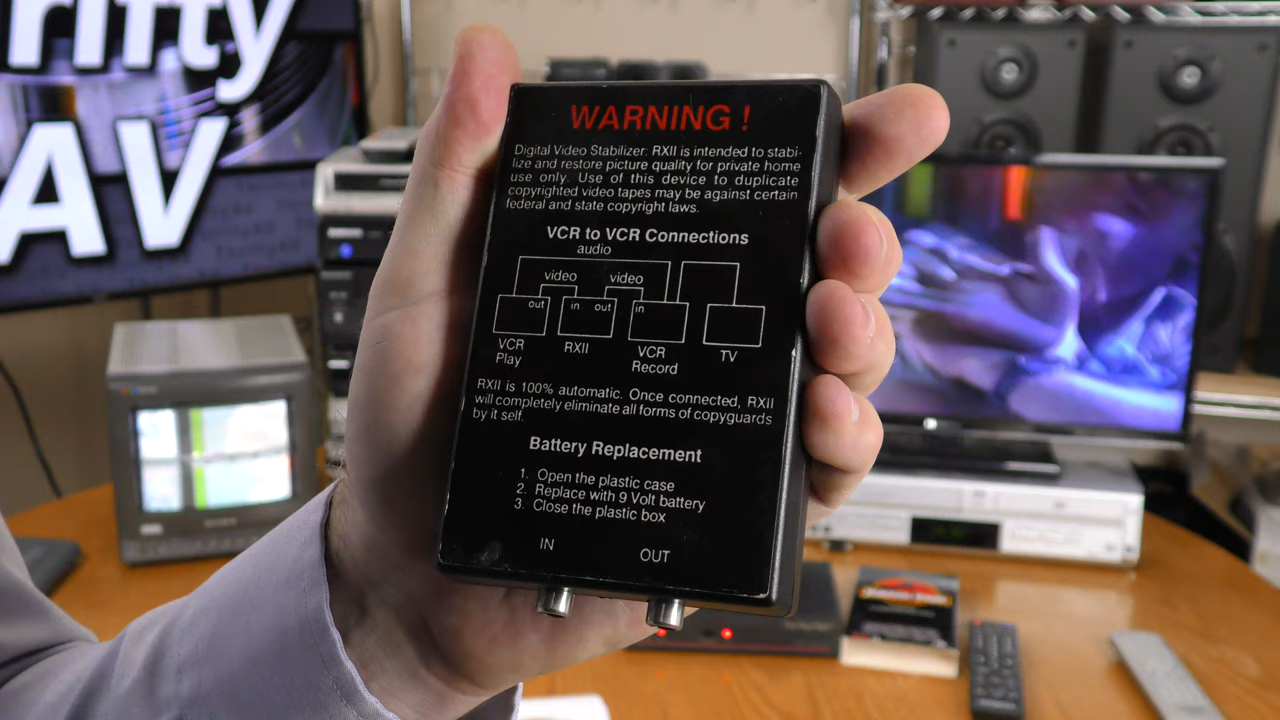 rifty
AV
WARNING !
Digital Video Stabilizer: RXII is intended to stabi-
lize and restore picture quality for private home
use only. Use of this device to duplicate
copyrighted video tapes may be against certain
federal and state copyright laws.
VCR to VCR Connections
audio
video video
out in out in
VCR Play RXII VCR Record TV
RXII is 100% automatic. Once connected, RXII
will completely eliminate all forms of copyguards
by it self.
Battery Replacement
1. Open the plastic case
2. Replace with 9 Volt battery
3. Close the plastic box
IN OUT